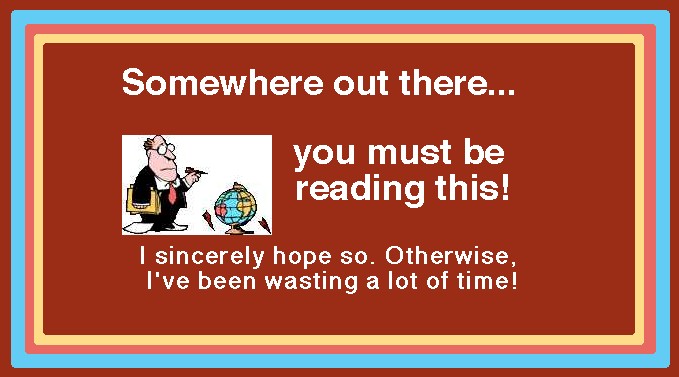 Somewhere out there...
you must be
reading this!
I sincerely hope so. Otherwise,
I've been wasting a lot of time!